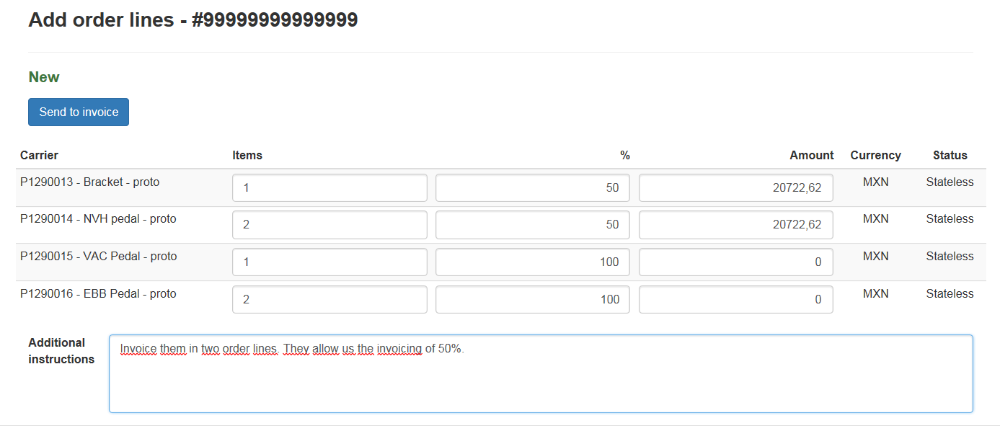 Add order lines - #99999999999999
New
Send to invoice
Carrier Items % Amount Currency Status
P1290013 - Bracket - proto 1 50 20722,62 MXN Stateless
P1290014 - NVH pedal - proto 2 50 20722,62 MXN Stateless
P1290015 - VAC Pedal - proto 1 100 0 MXN Stateless
P1290016 - EBB Pedal - proto 2 100 0 MXN Stateless
Additional
instructions
Invoice them in two order lines. They allow us the invoicing of 50%.